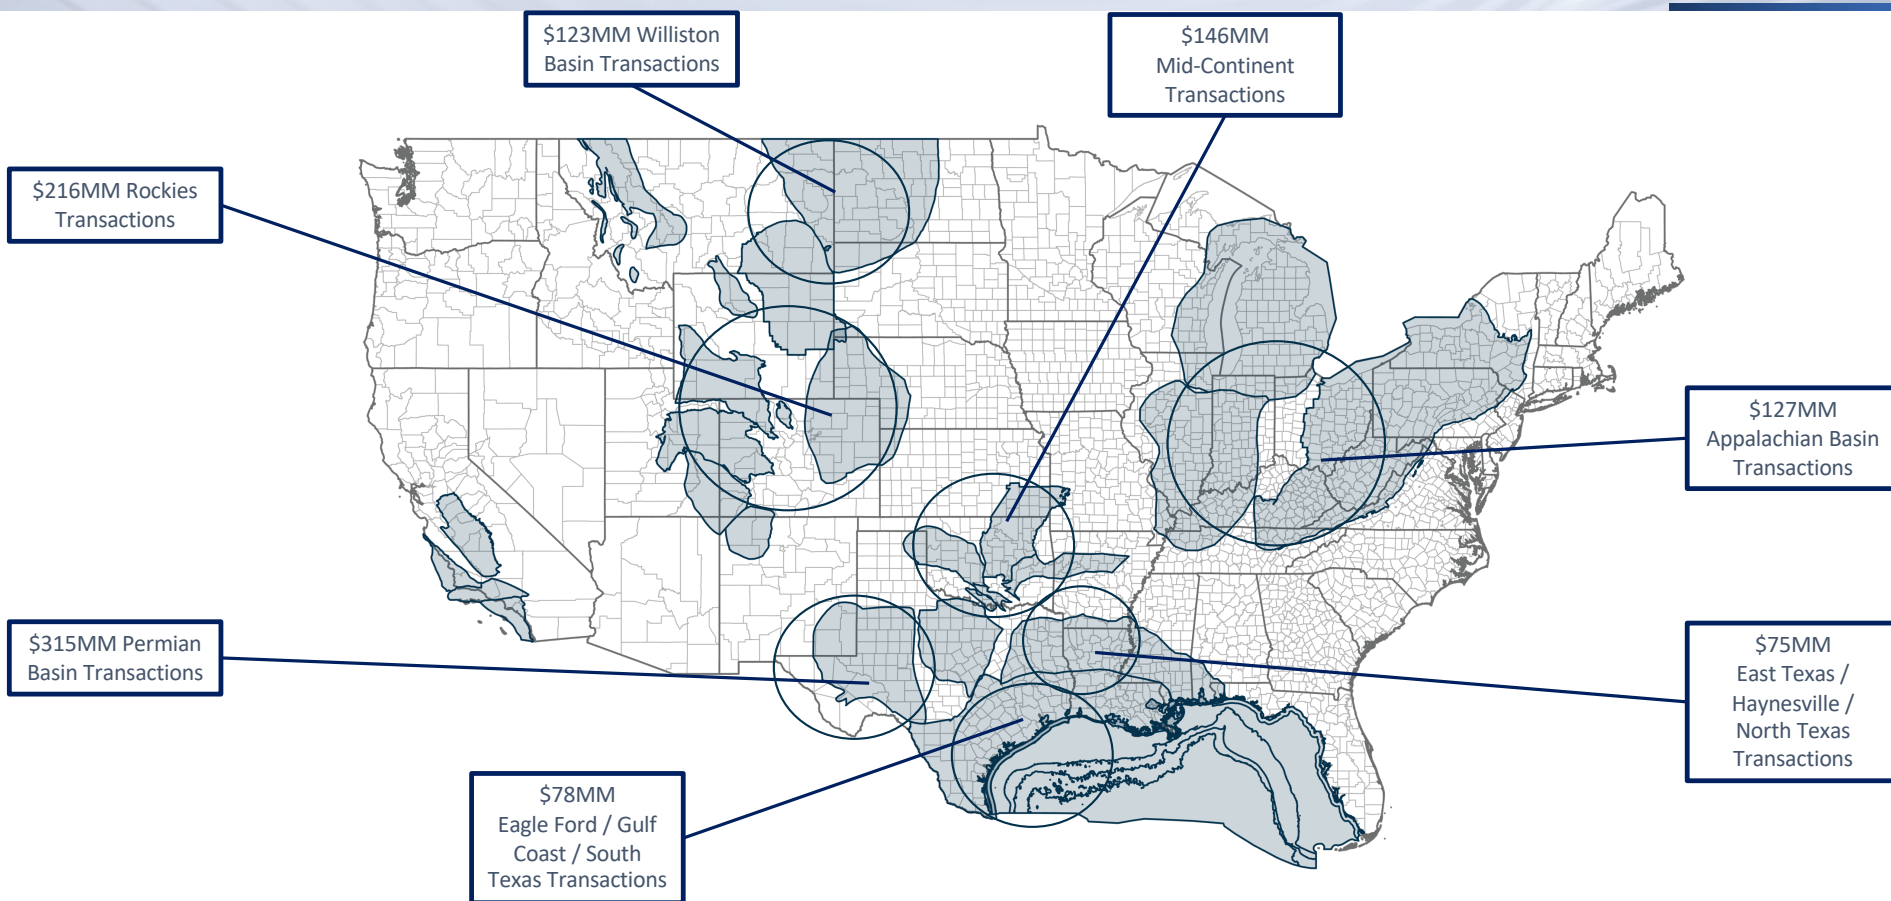 $123MM Williston
Basin Transactions
$146MM
Mid-Continent
Transactions
$216MM Rockies
Transactions
$127MM
Appalachian Basin
Transactions
$315MM Permian
Basin Transactions
$75MM
East Texas /
Haynesville /
North Texas
Transactions
$78MM
Eagle Ford / Gulf
Coast / South
Texas Transactions